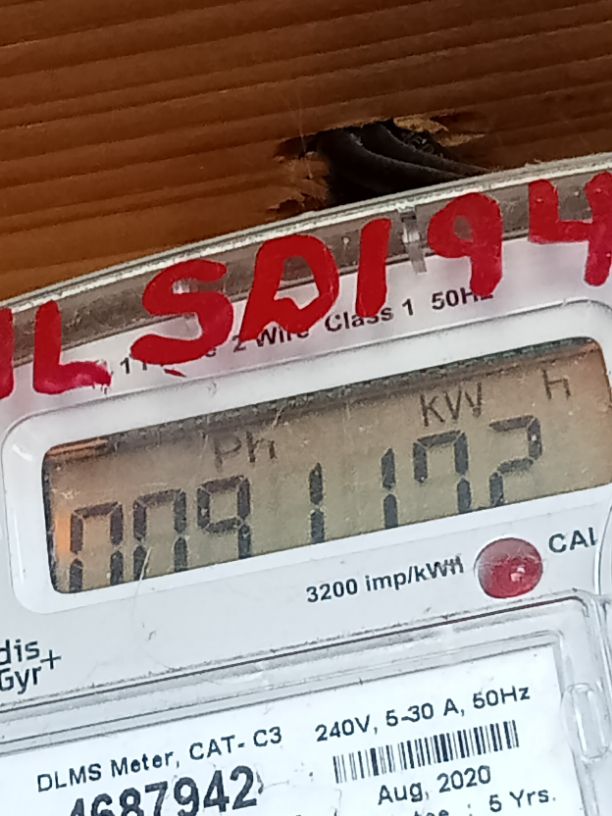 LSD194
2 Wire Class 1 50Hz
kW h
Ph
0091172
3200 imp/kWH CAL
dis
Gyr+
DLMS Meter, CAT- C3 240V, 5-30 A, 50Hz
4687942
Aug, 2020
: 5 Yrs.